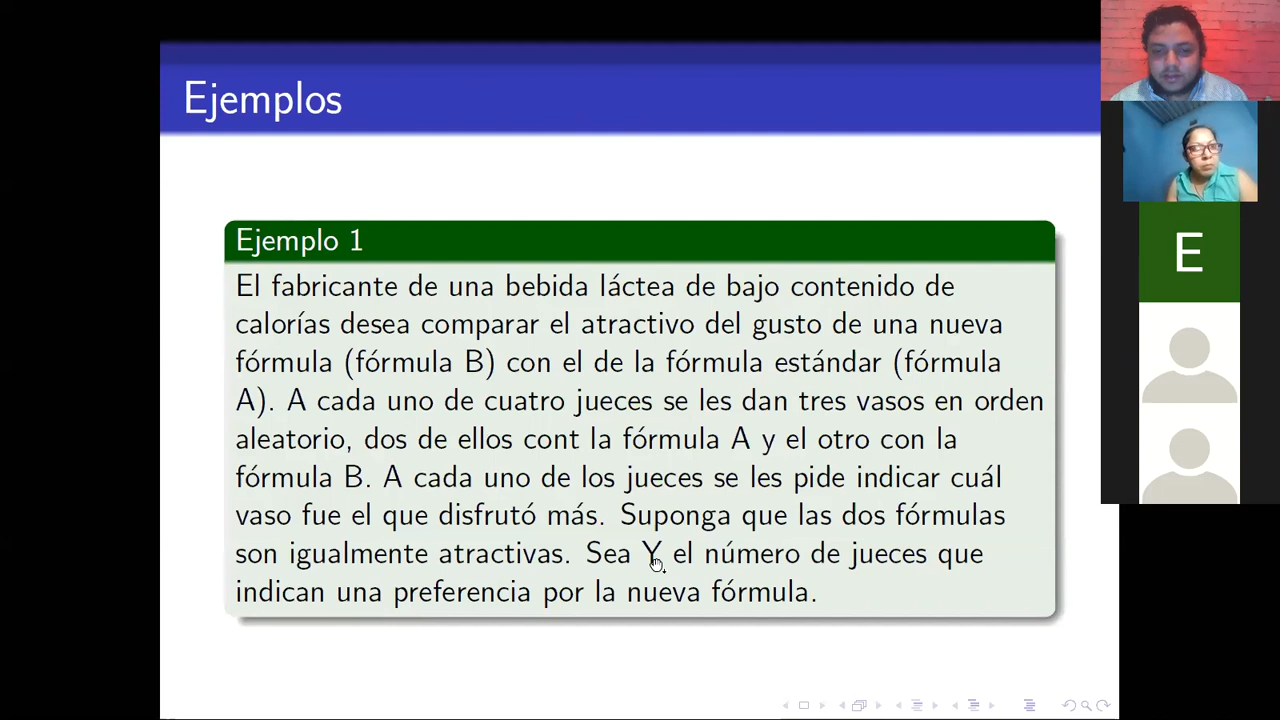 Ejemplos
Ejemplo 1
El fabricante de una bebida láctea de bajo contenido de
calorías desea comparar el atractivo del gusto de una nueva
fórmula (fórmula B) con el de la fórmula estándar (fórmula
A). A cada uno de cuatro jueces se les dan tres vasos en orden
aleatorio, dos de ellos cont la fórmula A y el otro con la
fórmula B. A cada uno de los jueces se les pide indicar cuál
vaso fue el que disfrutó más. Suponga que las dos fórmulas
son igualmente atractivas. Sea Y el número de jueces que
indican una preferencia por la nueva fórmula.
E